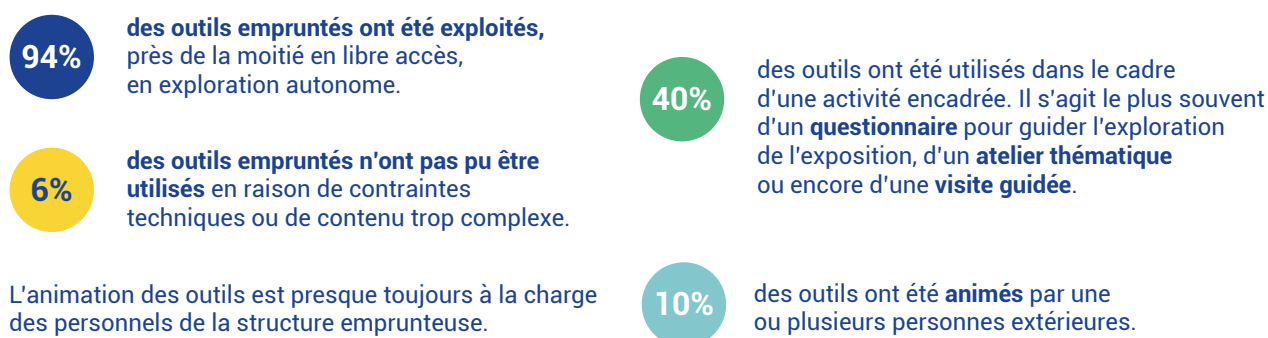 94%
des outils empruntés ont été exploités,
près de la moitié en libre accès,
en exploration autonome.
6%
des outils empruntés n'ont pas pu être
utilisés en raison de contraintes
techniques ou de contenu trop complexe.
L'animation des outils est presque toujours à la charge
des personnels de la structure emprunteuse.
40%
des outils ont été utilisés dans le cadre
d'une activité encadrée. Il s'agit le plus souvent
d'un questionnaire pour guider l'exploration
de l'exposition, d'un atelier thématique
ou encore d'une visite guidée.
10%
des outils ont été animés par une
ou plusieurs personnes extérieures.